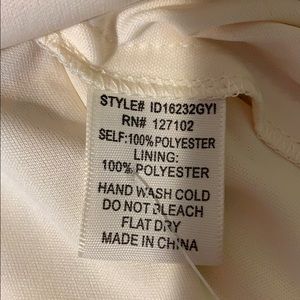 STYLE# ID16232GYI
RN# 127102
SELF:100%POLYESTER
LINING:
100% POLYESTER
HAND WASH COLD
DO NOT BLEACH
FLAT DRY
MADE IN CHINA